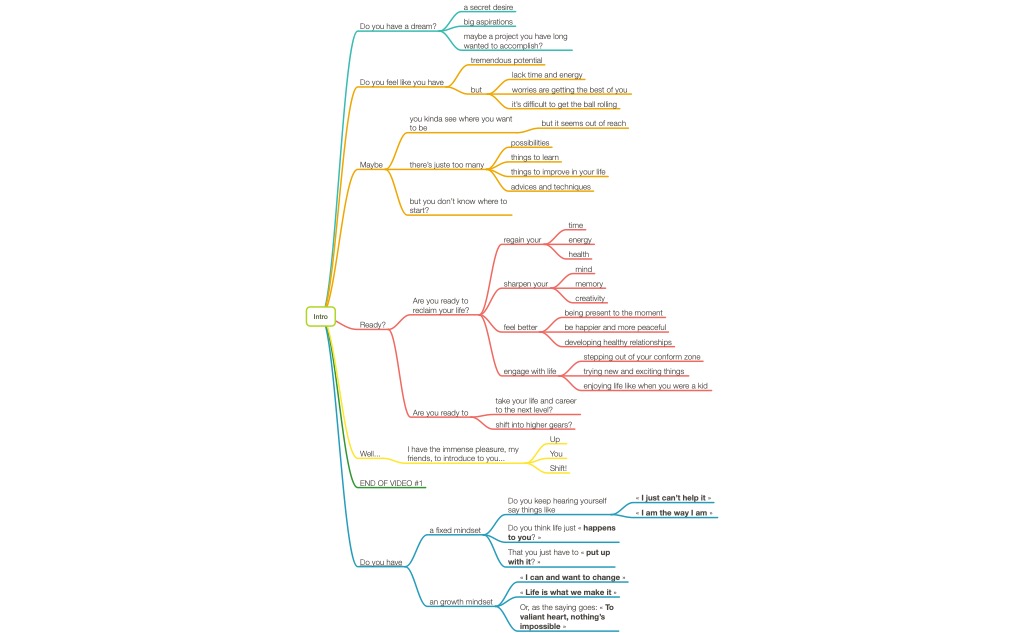 Do you have a dream?
a secret desire
big aspirations
maybe a project you have long
wanted to accomplish?
Do you feel like you have
tremendous potential
but
lack time and energy
worries are getting the best of you
it's difficult to get the ball rolling
Maybe
you kinda see where you want
to be
but it seems out of reach
there's juste too many
possibilities
things to learn
things to improve in your life
advices and techniques
but you don't know where to
start?
Intro
Ready?
Are you ready to
reclaim your life?
regain your
time
energy
health
sharpen your
mind
memory
creativity
feel better
being present to the moment
be happier and more peaceful
developing healthy relationships
engage with life
stepping out of your conform zone
trying new and exciting things
enjoying life like when you were a kid
Are you ready to
take your life and career
to the next level?
shift into higher gears?
Well...
I have the immense pleasure, my
friends, to introduce to you...
Up
You
Shift!
END OF VIDEO #1
Do you have
a fixed mindset
Do you keep hearing yourself
say things like
« I just can't help it »
« I am the way I am »
Do you think life just « happens
to you? »
That you just have to « put up
with it? »
an growth mindset
« I can and want to change »
« Life is what we make it »
Or, as the saying goes: « To
valiant heart, nothing's
impossible »